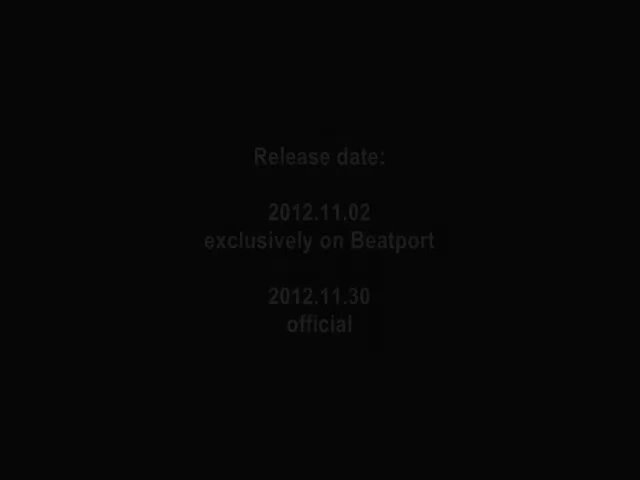 Release date:
2012.11.02
exclusively on Beatport
2012.11.30
official